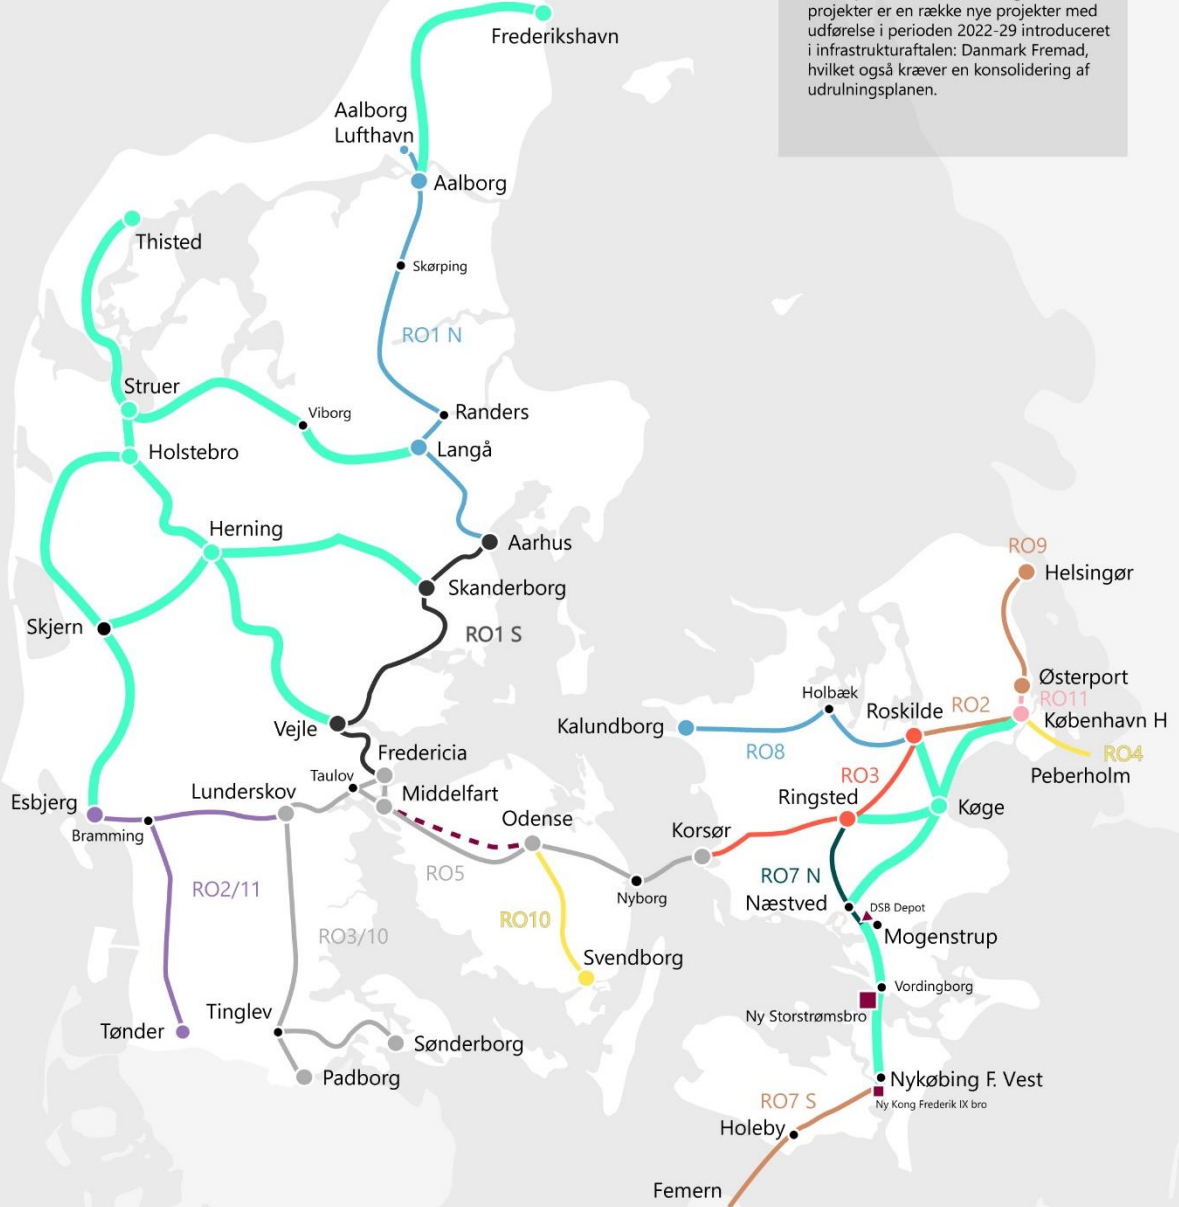 projekter er en række nye projekter med
udførelse i perioden 2022-29 introduceret
i infrastrukturaftalen: Danmark Fremad,
hvilket også kræver en konsolidering af
udrulningsplanen.
Frederikshavn
Aalborg
Lufthavn
Aalborg
Thisted
Skørping
RO1 N
Struer
Viborg
Randers
Holstebro
Langå
Herning
Aarhus
Skanderborg
Skjern
RO1 S
RO9
Helsingør
Østerport
RO11
København H
Holbæk
Roskilde
RO2
Kalundborg
RO8
RO4
Peberholm
Vejle
Fredericia
Taulov
RO3
Lunderskov
Middelfart
Ringsted
Køge
Esbjerg
Bramming
Odense
Korsør
RO5
RO7 N
RO2/11
Nyborg
Næstved
DSB Depot
RO10
RO3/10
Mogenstrup
Svendborg
Vordingborg
Ny Storstrømsbro
Tinglev
Tønder
Sønderborg
Padborg
Nykøbing F. Vest
Ny Kong Frederik IX bro
RO7 S
Holeby
Femern